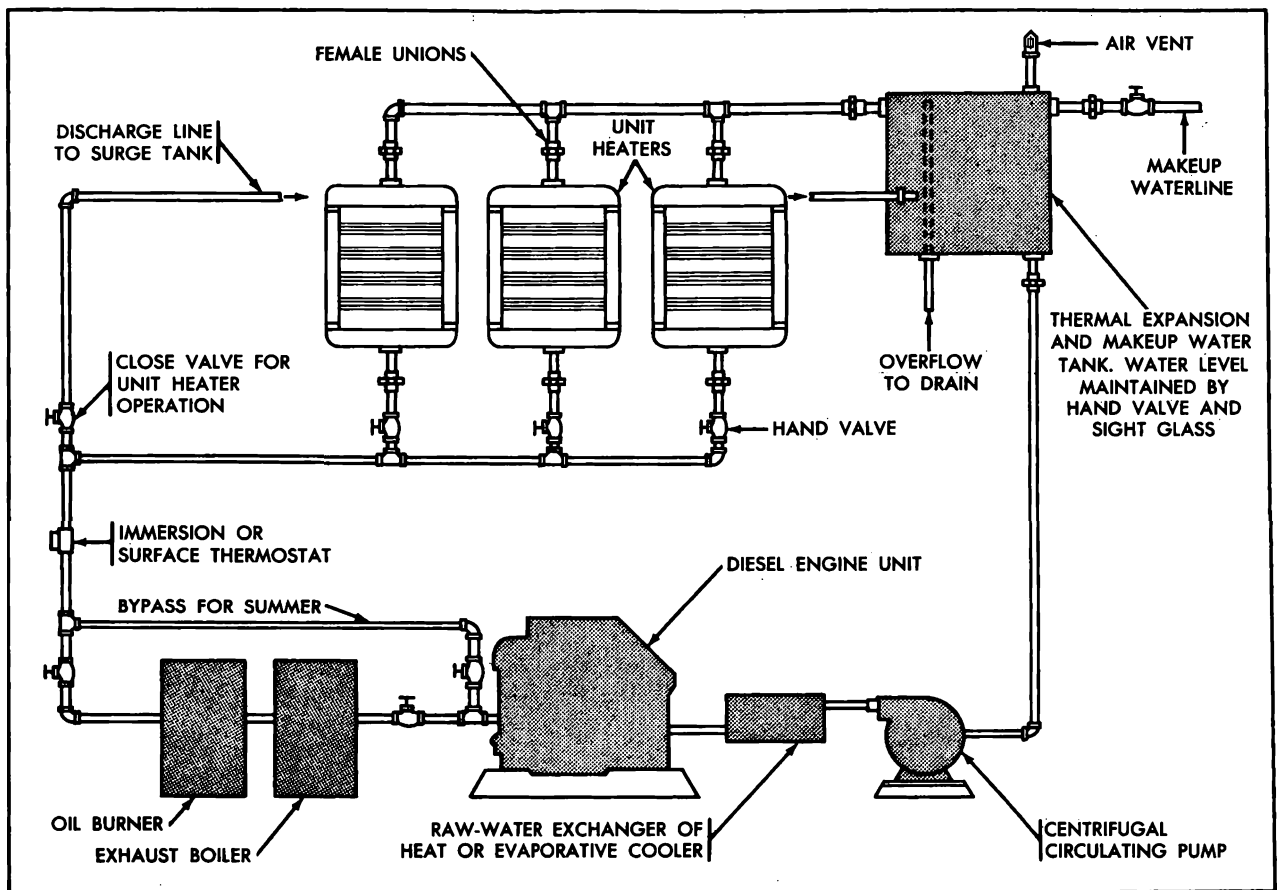 FEMALE UNIONS
AIR VENT
DISCHARGE LINE
TO SURGE TANK
UNIT
HEATERS
MAKEUP
WATERLINE
CLOSE VALVE FOR
UNIT HEATER
OPERATION
OVERFLOW
TO DRAIN
THERMAL EXPANSION
AND MAKEUP WATER
TANK. WATER LEVEL
MAINTAINED BY
HAND VALVE AND
SIGHT GLASS
HAND VALVE
IMMERSION OR
SURFACE THERMOSTAT
DIESEL ENGINE UNIT
BYPASS FOR SUMMER
OIL BURNER
EXHAUST BOILER
RAW-WATER EXCHANGER OF
HEAT OR EVAPORATIVE COOLER
CENTRIFUGAL
CIRCULATING PUMP